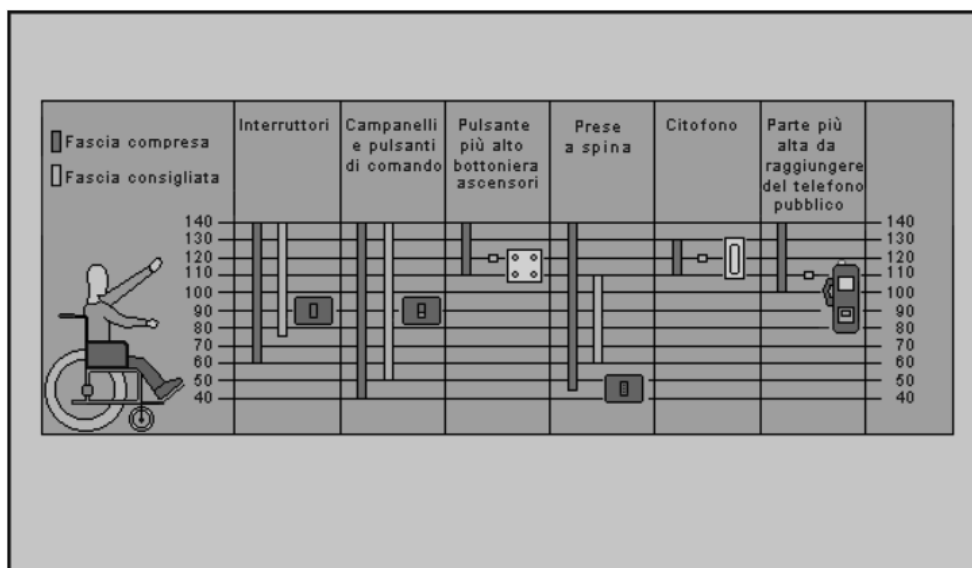 Fascia compresa
Fascia consigliata
Interruttori
Campanelli
e pulsanti
di comando
Pulsante
più alto
bottoniera
ascensori
Prese
a spina
Citofono
Parte più
alta da
raggiungere
del telefono
pubblico
140
130
120
110
100
90
80
70
60
50
40
140
130
120
110
100
90
80
70
60
50
40